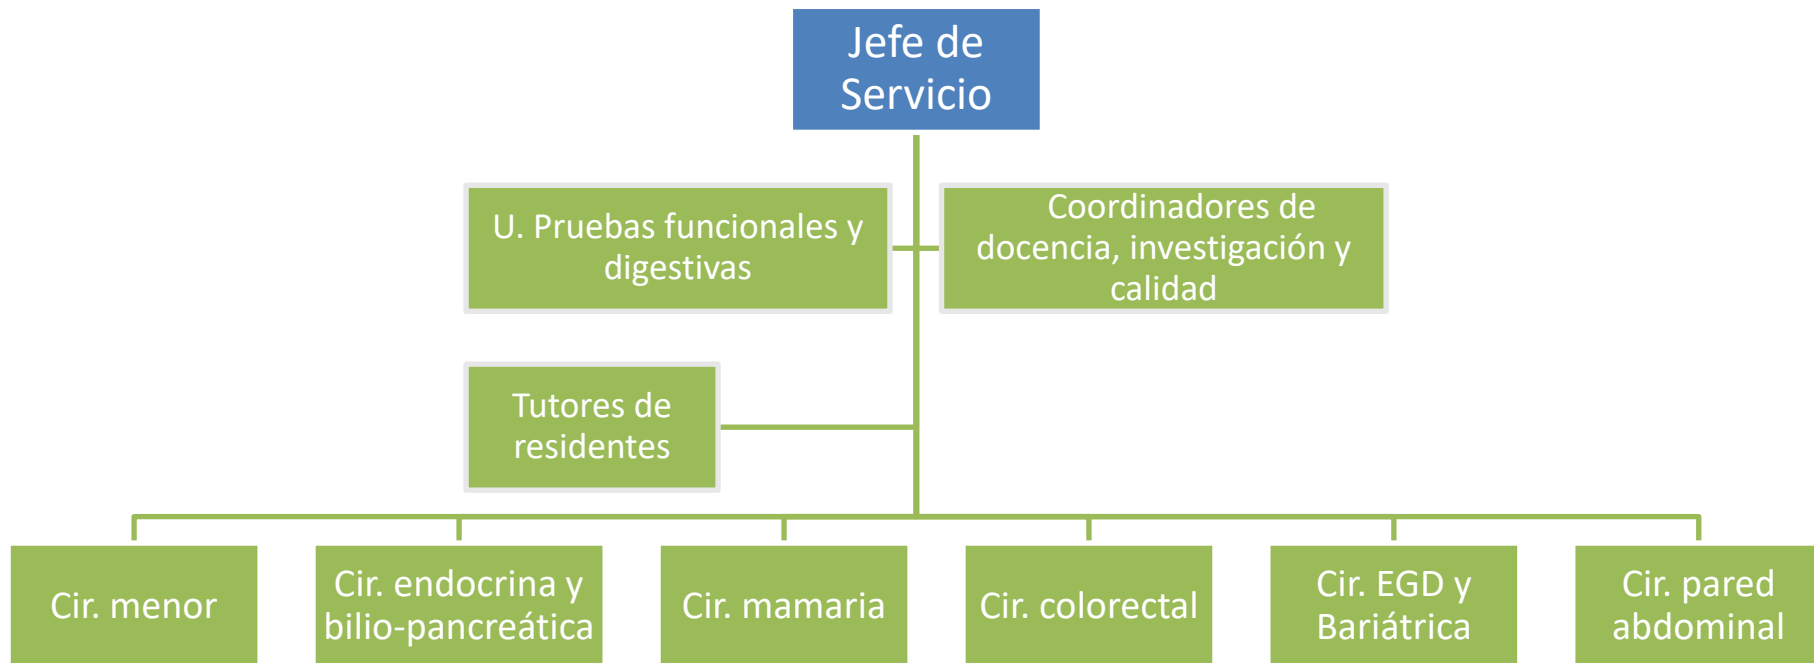 Jefe de
Servicio
U. Pruebas funcionales y
digestivas
Coordinadores de
docencia, investigación y
calidad
Tutores de
residentes
Cir. menor
Cir. endocrina y
bilio-pancreática
Cir. mamaria
Cir. colorectal
Cir. EGD y
Bariátrica
Cir. pared
abdominal